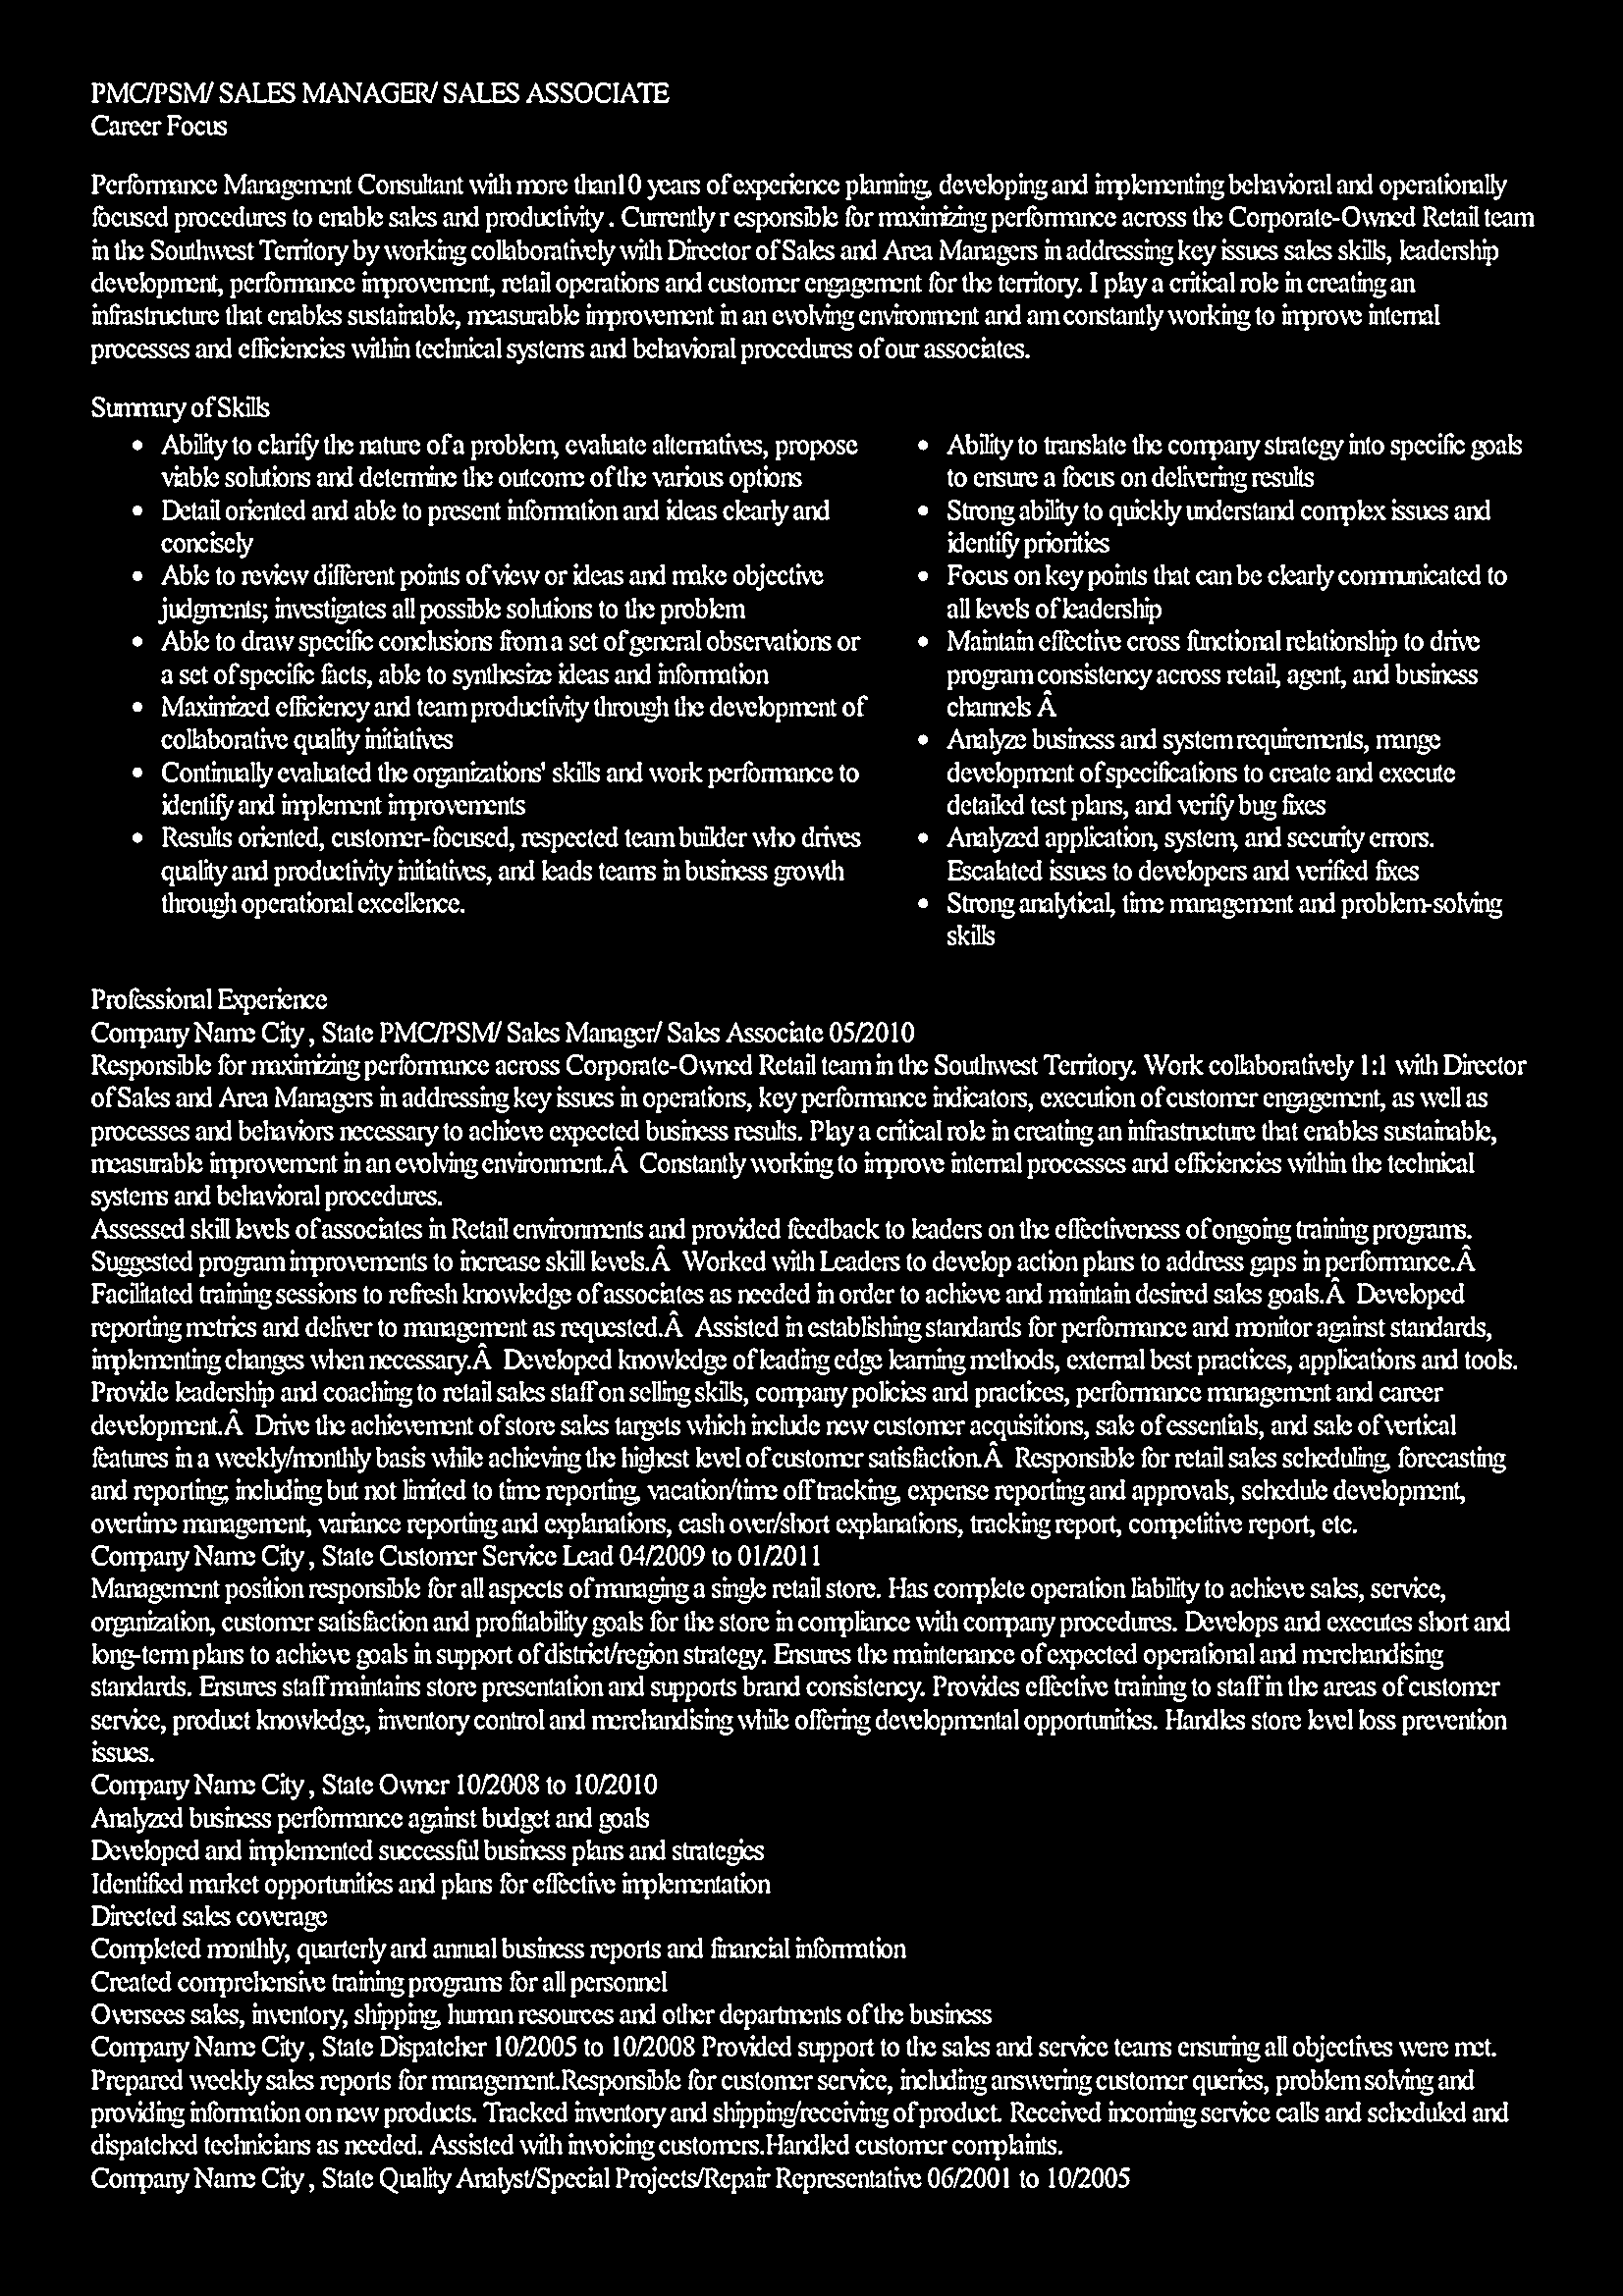 PMC/PSM/ SALES MANAGER/ SALES ASSOCIATE
Career Focus
Performance Management Consultant with more than10 years of experience planning, developing and implementing behavioral and operationally
focused procedures to enable sales and productivity . Currently r esponsible for maximizing performance across the Corporate-Owned Retail team
in the Southwest Territory by working collaboratively with Director of Sales and Area Managers in addressing key issues sales skills, leadership
development, performance improvement, retail operations and customer engagement for the territory. I play a critical role in creating an
infrastructure that enables sustainable, measurable improvement in an evolving environment and am constantly working to improve internal
processes and efficiencies within technical systems and behavioral procedures of our associates.
Summary of Skills
• Ability to clarify the nature of a problem, evaluate alternatives, propose
viable solutions and determine the outcome of the various options
• Detail oriented and able to present information and ideas clearly and
concisely
• Able to review different points of view or ideas and make objective
judgments; investigates all possible solutions to the problem
• Able to draw specific conclusions from a set of general observations or
a set of specific facts, able to synthesize ideas and information
• Maximized efficiency and team productivity through the development of
collaborative quality initiatives
• Continually evaluated the organizations' skills and work performance to
identify and implement improvements
• Results oriented, customer-focused, respected team builder who drives
quality and productivity initiatives, and leads teams in business growth
through operational excellence.
• Ability to translate the company strategy into specific goals
to ensure a focus on delivering results
• Strong ability to quickly understand complex issues and
identify priorities
• Focus on key points that can be clearly communicated to
all levels of leadership
• Maintain effective cross functional relationship to drive
program consistency across retail, agent, and business
channels Â
• Analyze business and system requirements, mange
development of specifications to create and execute
detailed test plans, and verify bug fixes
• Analyzed application, system, and security errors.
Escalated issues to developers and verified fixes
• Strong analytical, time management and problem-solving
skills
Professional Experience
Company Name City , State PMC/PSM/ Sales Manager/ Sales Associate 05/2010
Responsible for maximizing performance across Corporate-Owned Retail team in the Southwest Territory. Work collaboratively 1:1 with Director
of Sales and Area Managers in addressing key issues in operations, key performance indicators, execution of customer engagement, as well as
processes and behaviors necessary to achieve expected business results. Play a critical role in creating an infrastructure that enables sustainable,
measurable improvement in an evolving environment.Â Constantly working to improve internal processes and efficiencies within the technical
systems and behavioral procedures.
Assessed skill levels of associates in Retail environments and provided feedback to leaders on the effectiveness of ongoing training programs.
Suggested program improvements to increase skill levels.Â Worked with Leaders to develop action plans to address gaps in performance.Â
Facilitated training sessions to refresh knowledge of associates as needed in order to achieve and maintain desired sales goals.Â Developed
reporting metrics and deliver to management as requested.Â Assisted in establishing standards for performance and monitor against standards,
implementing changes when necessary.Â Developed knowledge of leading edge learning methods, external best practices, applications and tools.
Provide leadership and coaching to retail sales staff on selling skills, company policies and practices, performance management and career
development.Â Drive the achievement of store sales targets which include new customer acquisitions, sale of essentials, and sale of vertical
features in a weekly/monthly basis while achieving the highest level of customer satisfaction.Â Responsible for retail sales scheduling, forecasting
and reporting; including but not limited to time reporting, vacation/time off tracking, expense reporting and approvals, schedule development,
overtime management, variance reporting and explanations, cash over/short explanations, tracking report, competitive report, etc.
Company Name City , State Customer Service Lead 04/2009 to 01/2011
Management position responsible for all aspects of managing a single retail store. Has complete operation liability to achieve sales, service,
organization, customer satisfaction and profitability goals for the store in compliance with company procedures. Develops and executes short and
long-term plans to achieve goals in support of district/region strategy. Ensures the maintenance of expected operational and merchandising
standards. Ensures staff maintains store presentation and supports brand consistency. Provides effective training to staff in the areas of customer
service, product knowledge, inventory control and merchandising while offering developmental opportunities. Handles store level loss prevention
issues.
Company Name City , State Owner 10/2008 to 10/2010
Analyzed business performance against budget and goals
Developed and implemented successful business plans and strategies
Identified market opportunities and plans for effective implementation
Directed sales coverage
Completed monthly, quarterly and annual business reports and financial information
Created comprehensive training programs for all personnel
Oversees sales, inventory, shipping, human resources and other departments of the business
Company Name City , State Dispatcher 10/2005 to 10/2008 Provided support to the sales and service teams ensuring all objectives were met.
Prepared weekly sales reports for management.Responsible for customer service, including answering customer queries, problem solving and
providing information on new products. Tracked inventory and shipping/receiving of product. Received incoming service calls and scheduled and
dispatched technicians as needed. Assisted with invoicing customers.Handled customer complaints.
Company Name City , State Quality Analyst/Special Projects/Repair Representative 06/2001 to 10/2005